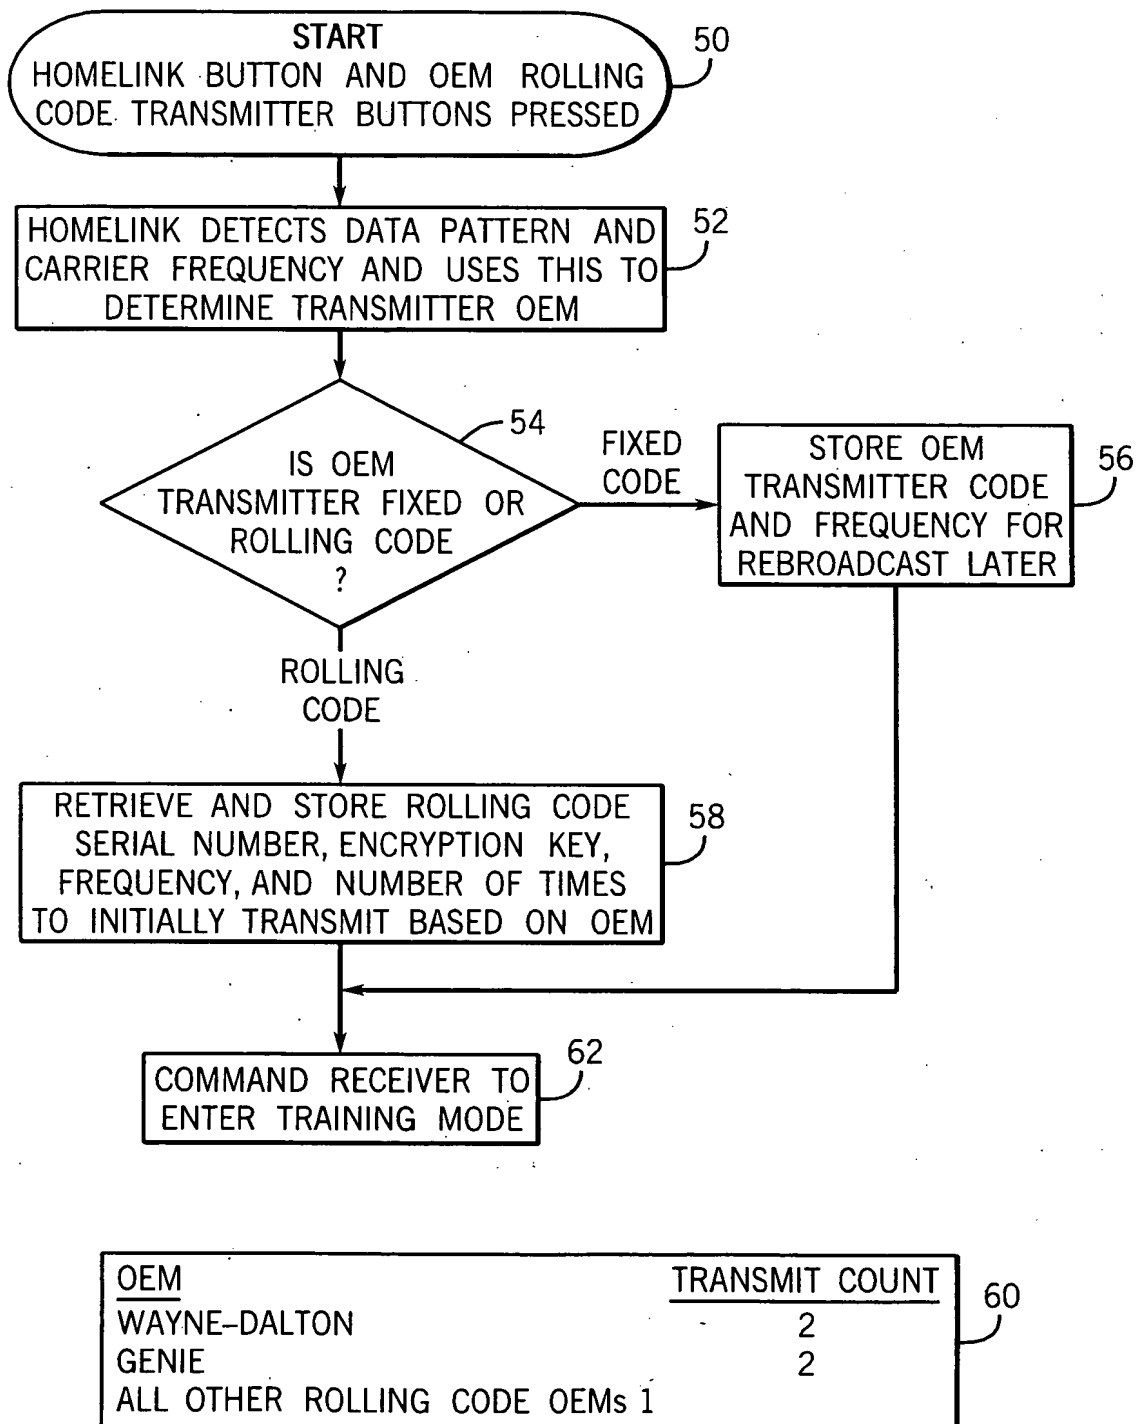 START
HOMELINK BUTTON AND OEM ROLLING
CODE TRANSMITTER BUTTONS PRESSED
50
HOMELINK DETECTS DATA PATTERN AND
CARRIER FREQUENCY AND USES THIS TO
DETERMINE TRANSMITTER OEM
52
IS OEM
TRANSMITTER FIXED OR
ROLLING CODE
?
54
FIXED
CODE
STORE OEM
TRANSMITTER CODE
AND FREQUENCY FOR
REBROADCAST LATER
56
ROLLING
CODE
RETRIEVE AND STORE ROLLING CODE
SERIAL NUMBER, ENCRYPTION KEY,
FREQUENCY, AND NUMBER OF TIMES
TO INITIALLY TRANSMIT BASED ON OEM
58
COMMAND RECEIVER TO
ENTER TRAINING MODE
62
OEM TRANSMIT COUNT
WAYNE-DALTON 2
GENIE 2
ALL OTHER ROLLING CODE OEMs 1
60